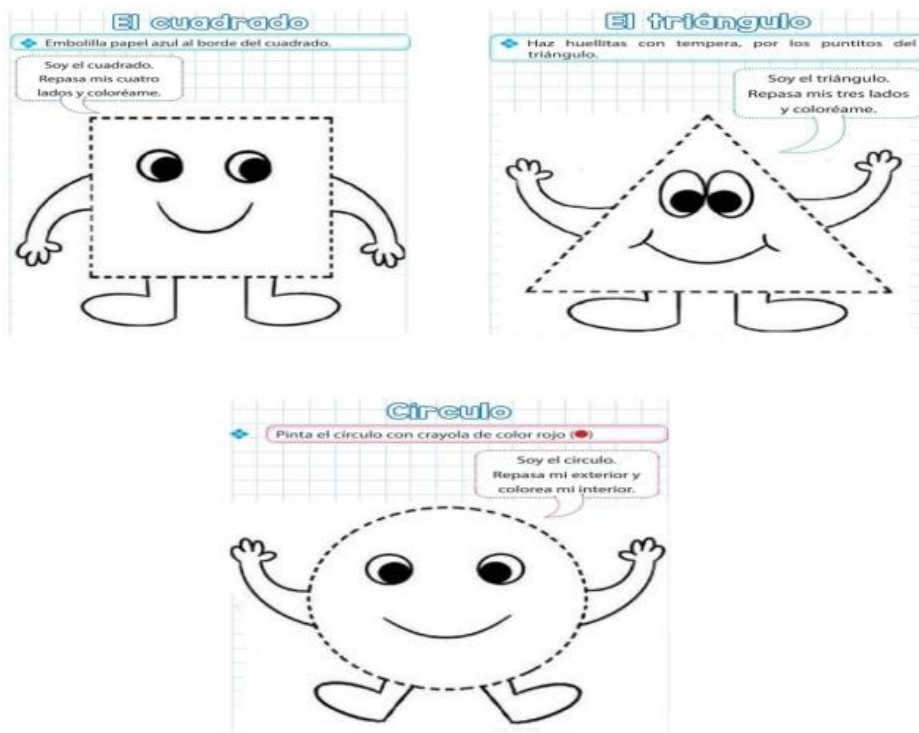 El cuadrado
Embolilla papel azul al borde del cuadrado.
Soy el cuadrado.
Repasa mis cuatro
lados y coloréame.
El triángulo
Haz huellitas con tempera, por los puntitos del
triángulo.
Soy el triángulo.
Repasa mis tres lados
y coloréame.
Circulo
Pinta el círculo con crayola de color rojo ( )
Soy el círculo.
Repasa mi exterior y
colorea mi interior.